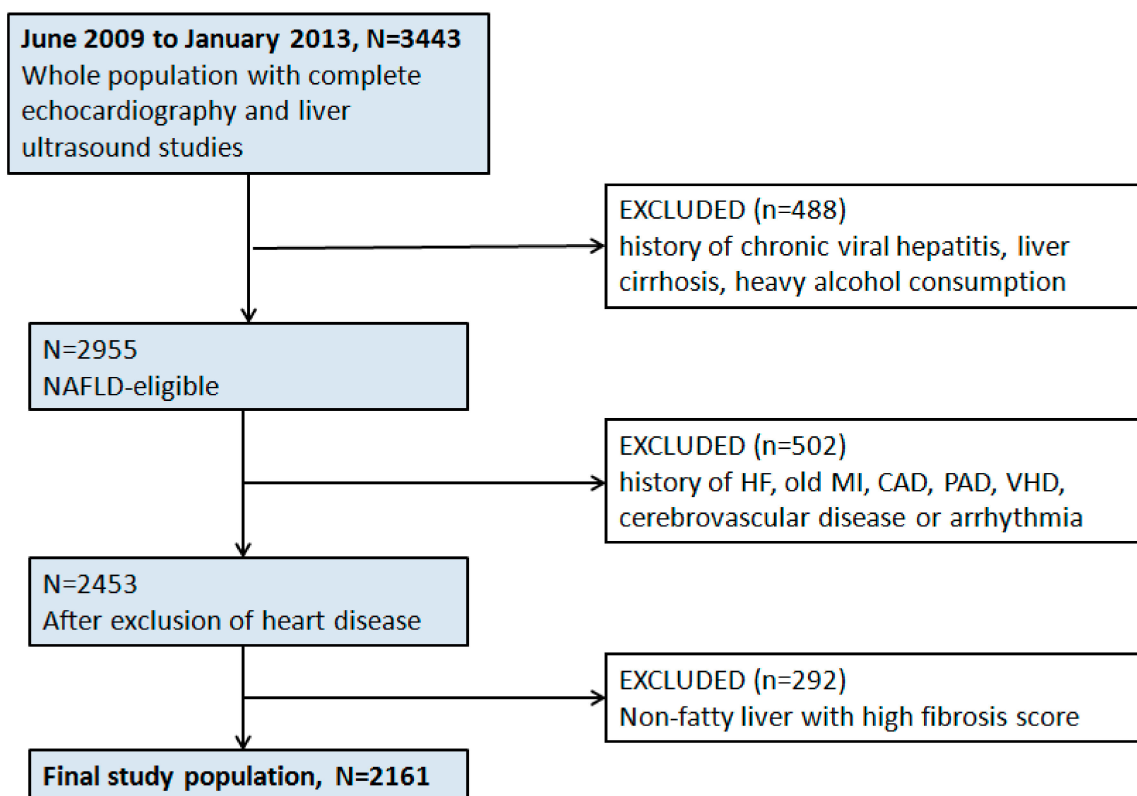 June 2009 to January 2013, N=3443
Whole population with complete
echocardiography and liver
ultrasound studies
EXCLUDED (n=488)
history of chronic viral hepatitis, liver
cirrhosis, heavy alcohol consumption
N=2955
NAFLD-eligible
EXCLUDED (n=502)
history of HF, old MI, CAD, PAD, VHD,
cerebrovascular disease or arrhythmia
N=2453
After exclusion of heart disease
EXCLUDED (n=292)
Non-fatty liver with high fibrosis score
Final study population, N=2161